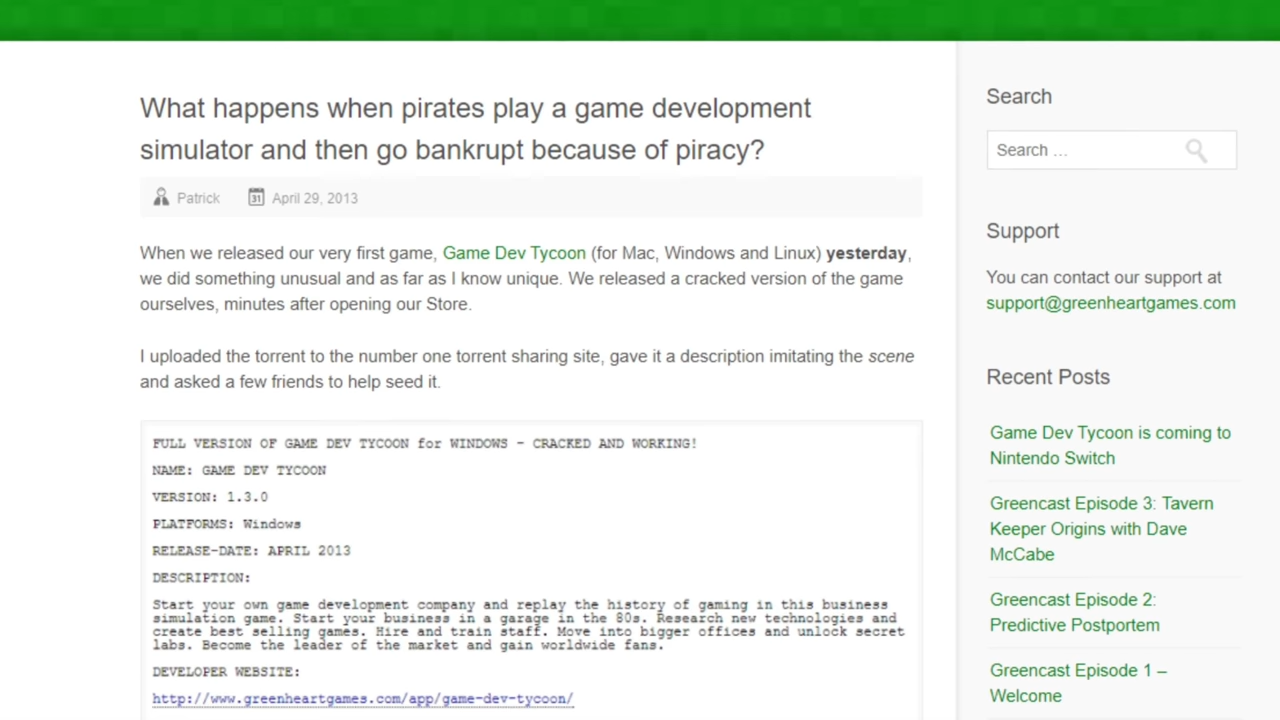 What happens when pirates play a game development
simulator and then go bankrupt because of piracy?
Patrick
31
April 29, 2013
When we released our very first game, Game Dev Tycoon (for Mac, Windows and Linux) yesterday,
we did something unusual and as far as I know unique. We released a cracked version of the game
ourselves, minutes after opening our Store.
I uploaded the torrent to the number one torrent sharing site, gave it a description imitating the scene
and asked a few friends to help seed it.
FULL VERSION OF GAME DEV TYCOON for WINDOWS - CRACKED AND WORKING!
NAME: GAME DEV TYCOON
VERSION: 1.3.0
PLATFORMS: Windows
RELEASE-DATE: APRIL 2013
DESCRIPTION:
Start your own game development company and replay the history of gaming in this business
simulation game. Start your business in a garage in the 80s. Research new technologies and
create best selling games. Hire and train staff. Move into bigger offices and unlock secret
labs. Become the leader of the market and gain worldwide fans.
DEVELOPER WEBSITE:
http://www.greenheartgames.com/app/game-dev-tycoon/
Search
Search …
Support
You can contact our support at
support@greenheartgames.com
Recent Posts
Game Dev Tycoon is coming to
Nintendo Switch
Greencast Episode 3: Tavern
Keeper Origins with Dave
McCabe
Greencast Episode 2:
Predictive Postportem
Greencast Episode 1 –
Welcome